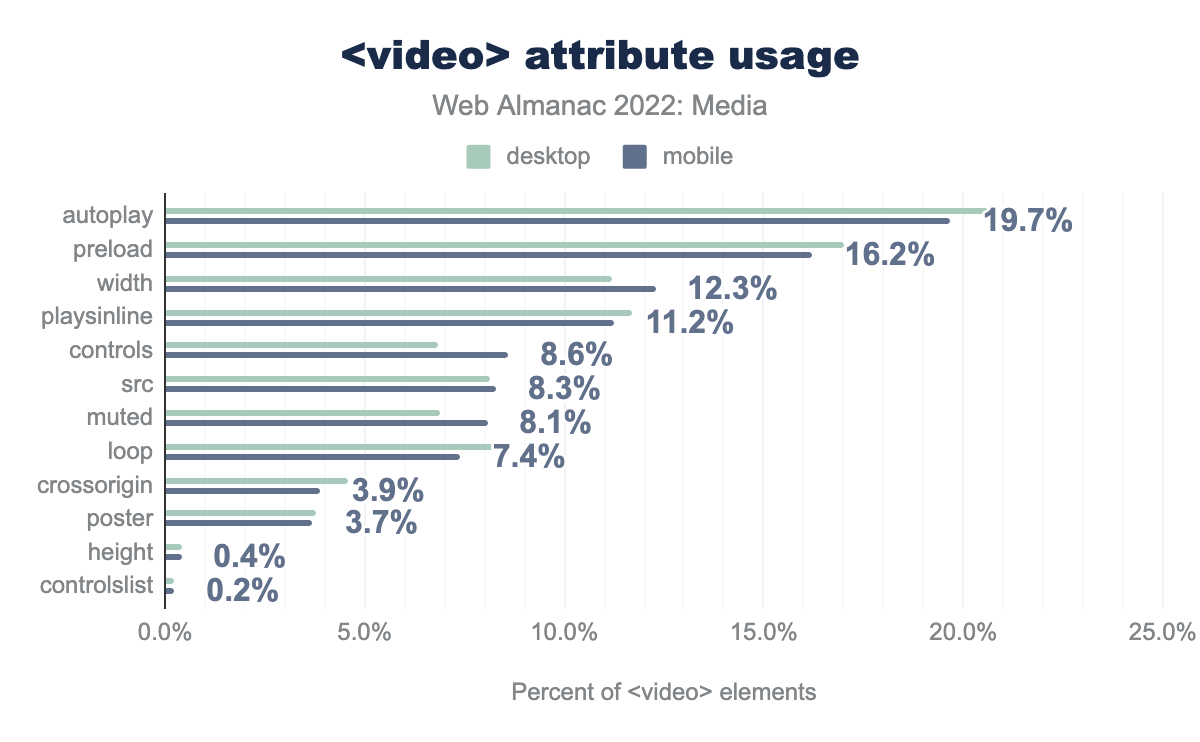 <video> attribute usage
Web Almanac 2022: Media
desktop mobile
autoplay 19.7%
preload 16.2%
width 12.3%
playsinline 11.2%
controls 8.6%
src 8.3%
muted 8.1%
loop 7.4%
crossorigin 3.9%
poster 3.7%
height 0.4%
controlslist 0.2%
0.0% 5.0% 10.0% 15.0% 20.0% 25.0%
Percent of <video> elements